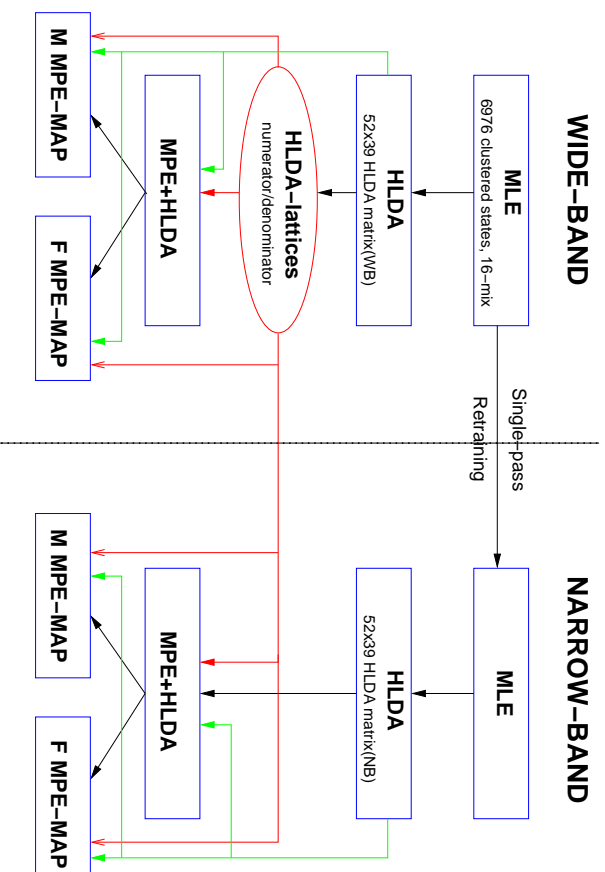 WIDE–BAND
MLE
6976 clustered states, 16–mix
HLDA
52x39 HLDA matrix(WB)
HLDA–lattices
numerator/denominator
MPE+HLDA
M MPE–MAP
F MPE–MAP
Single–pass
Retraining
NARROW–BAND
MLE
HLDA
52x39 HLDA matrix(NB)
MPE+HLDA
M MPE–MAP
F MPE–MAP